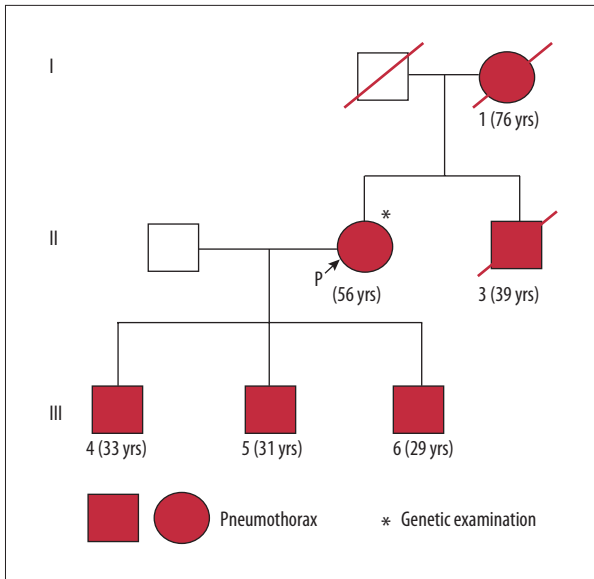 I
1 (76 yrs)
II
*
P
(56 yrs)
3 (39 yrs)
III
4 (33 yrs)
5 (31 yrs)
6 (29 yrs)
Pneumothorax
* Genetic examination